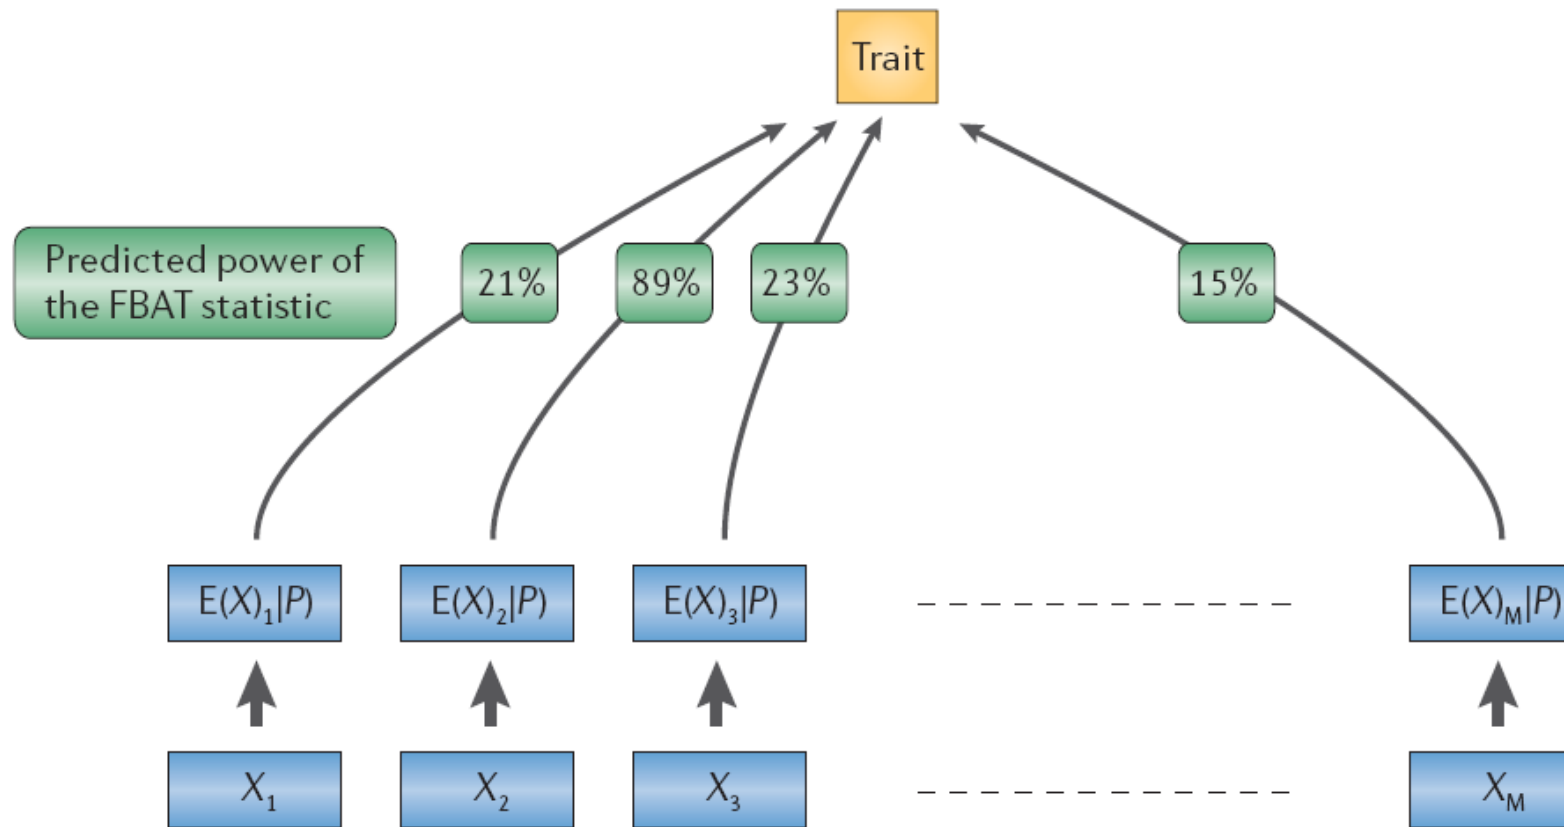 Trait
Predicted power of
the FBAT statistic
21%
89%
23%
15%
E(X)₁|P)
E(X)₂|P)
E(X)₃|P)
E(X)ₘ|P)
X₁
X₂
X₃
Xₘ